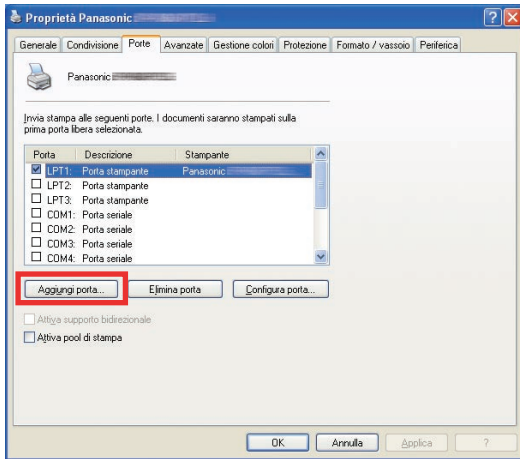 Proprietà Panasonic
Generale Condivisione Porte Avanzate Gestione colori Protezione Formato / vassoio Periferica
Panasonic
Invia stampa alle seguenti porte. I documenti saranno stampati sulla
prima porta libera selezionata.
Porta Descrizione Stampante
LPT1: Porta stampante Panasonic
LPT2: Porta stampante
LPT3: Porta stampante
COM1: Porta seriale
COM2: Porta seriale
COM3: Porta seriale
COM4: Porta seriale
Aggiungi porta... Elimina porta Configura porta...
Attiva supporto bidirezionale
Attiva pool di stampa
OK Annulla Applica ?